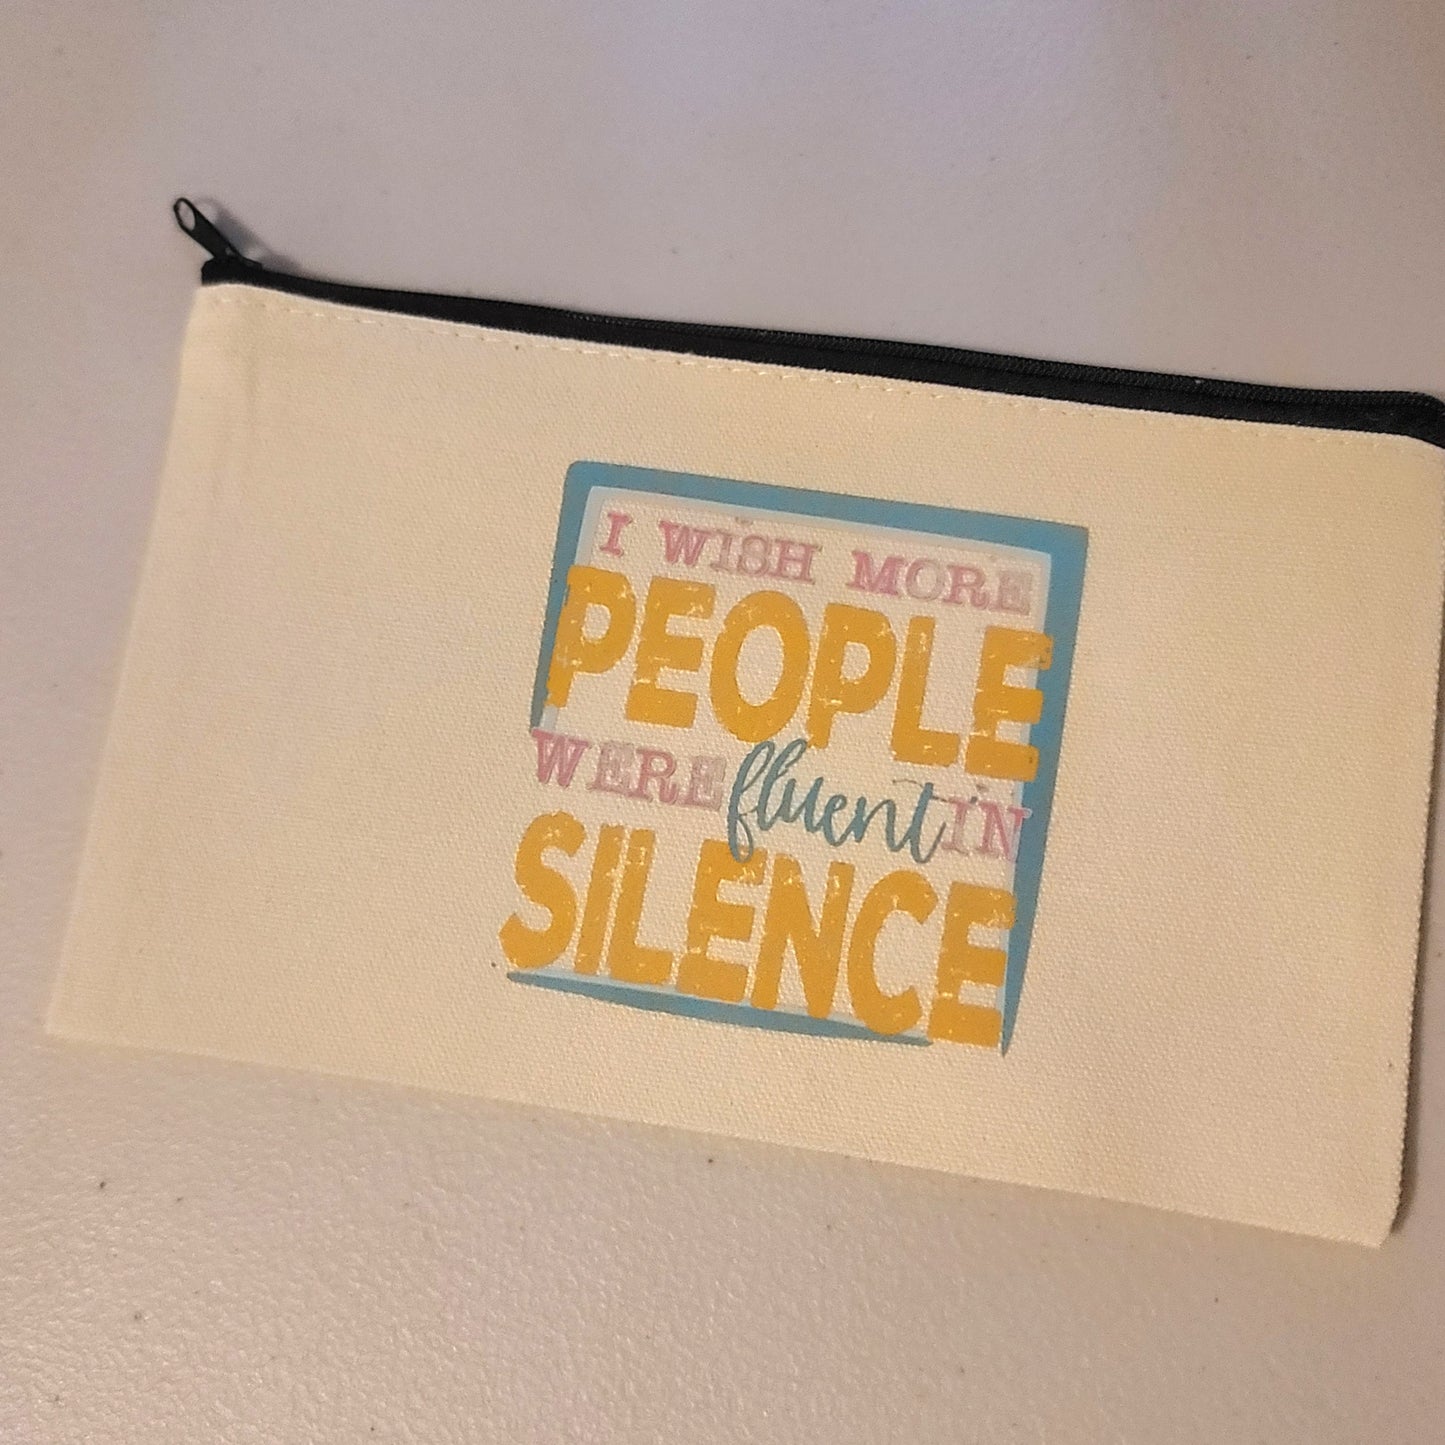 I WISH MORE
PEOPLE
WERE fluent IN
SILENCE